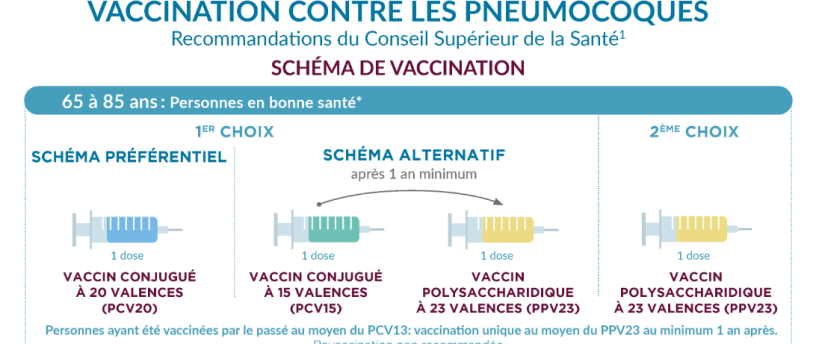 VACCINATION CONTRE LES PNEUMOCOQUES
Recommandations du Conseil Supérieur de la Santé¹
SCHÉMA DE VACCINATION
65 à 85 ans : Personnes en bonne santé*
1ER CHOIX
2ÈME CHOIX
SCHÉMA PRÉFÉRENTIEL
SCHÉMA ALTERNATIF
après 1 an minimum
1 dose
1 dose
1 dose
1 dose
VACCIN CONJUGUÉ
À 20 VALENCES
(PCV20)
VACCIN CONJUGUÉ
À 15 VALENCES
(PCV15)
VACCIN
POLYSACCHARIDIQUE
À 23 VALENCES (PPV23)
VACCIN
POLYSACCHARIDIQUE
À 23 VALENCES (PPV23)
Personnes ayant été vaccinées par le passé au moyen du PCV13: vaccination unique au moyen du PPV23 au minimum 1 an après.